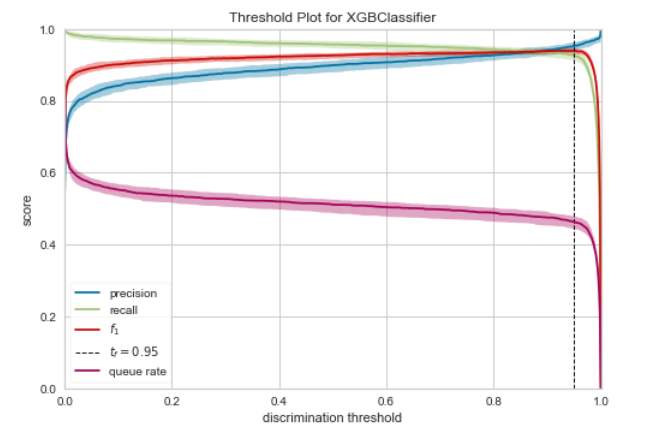 Threshold Plot for XGBClassifier
1.0
0.8
0.6
0.4
0.2
0.0
score
precision
recall
f₁
tᵣ = 0.95
queue rate
0.0 0.2 0.4 0.6 0.8 1.0
discrimination threshold